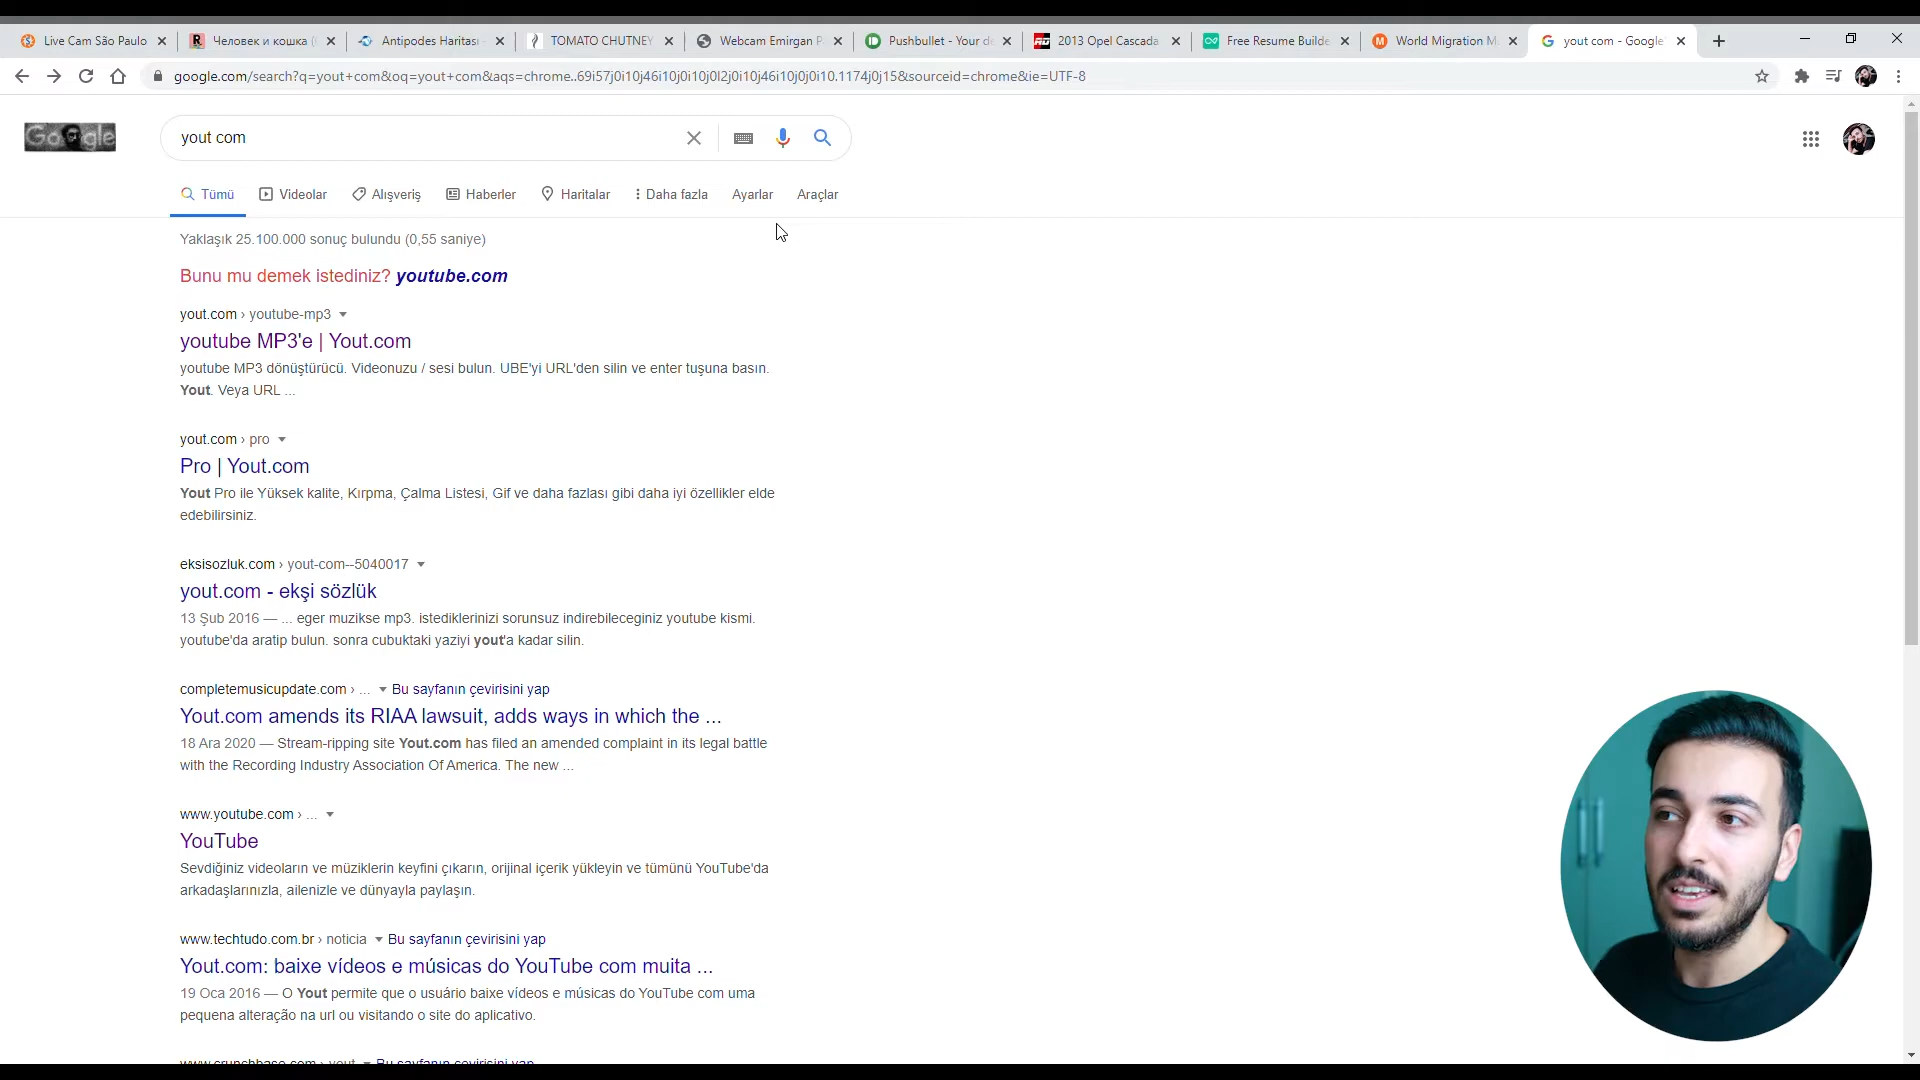 Live Cam São Paulo
Человек и кошка
Antipodes Haritası
TOMATO CHUTNEY
Webcam Emirgan P
Pushbullet - Your de
2013 Opel Cascada
Free Resume Builde
World Migration M
yout com - Google'
google.com/search?q=yout+com&oq=yout+com&aqs=chrome..69i57j0i10j46i10j0i10j0l2j0i10j46i10j0j0i10.1174j0j15&sourceid=chrome&ie=UTF-8
Google
yout com
Tümü Videolar Alışveriş Haberler Haritalar Daha fazla Ayarlar Araçlar
Yaklaşık 25.100.000 sonuç bulundu (0,55 saniye)
Bunu mu demek istediniz? youtube.com
yout.com › youtube-mp3
youtube MP3'e | Yout.com
youtube MP3 dönüştürücü. Videonuzu / sesi bulun. UBE'yi URL'den silin ve enter tuşuna basın.
Yout. Veya URL ...
yout.com › pro
Pro | Yout.com
Yout Pro ile Yüksek kalite, Kırpma, Çalma Listesi, Gif ve daha fazlası gibi daha iyi özellikler elde
edebilirsiniz.
eksisozluk.com › yout-com--5040017
yout.com - ekşi sözlük
13 Şub 2016 — ... eger muzikse mp3. istediklerinizi sorunsuz indirebileceginiz youtube kismi.
youtube'da aratip bulun. sonra cubuktaki yaziyi yout'a kadar silin.
completemusicupdate.com › ... Bu sayfanın çevirisini yap
Yout.com amends its RIAA lawsuit, adds ways in which the ...
18 Ara 2020 — Stream-ripping site Yout.com has filed an amended complaint in its legal battle
with the Recording Industry Association Of America. The new ...
www.youtube.com › ...
YouTube
Sevdiğiniz videoların ve müziklerin keyfini çıkarın, orijinal içerik yükleyin ve tümünü YouTube'da
arkadaşlarınızla, ailenizle ve dünyayla paylaşın.
www.techtudo.com.br › noticia Bu sayfanın çevirisini yap
Yout.com: baixe vídeos e músicas do YouTube com muita ...
19 Oca 2016 — O Yout permite que o usuário baixe vídeos e músicas do YouTube com uma
pequena alteração na url ou visitando o site do aplicativo.
www.crunchbase.com › yout Bu sayfanın çevirisini yap